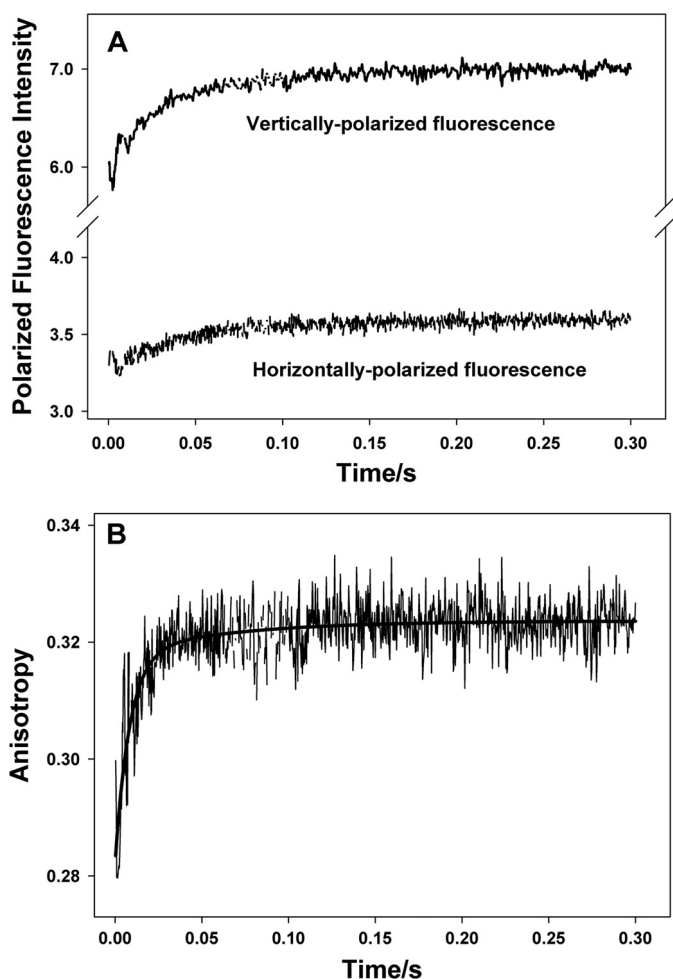 A
7.0
Vertically-polarized fluorescence
6.0
4.0
3.5
Horizontally-polarized fluorescence
3.0
0.00 0.05 0.10 0.15 0.20 0.25 0.30
Time/s
Polarized Fluorescence Intensity
B
0.34
0.32
0.30
0.28
0.00 0.05 0.10 0.15 0.20 0.25 0.30
Time/s
Anisotropy